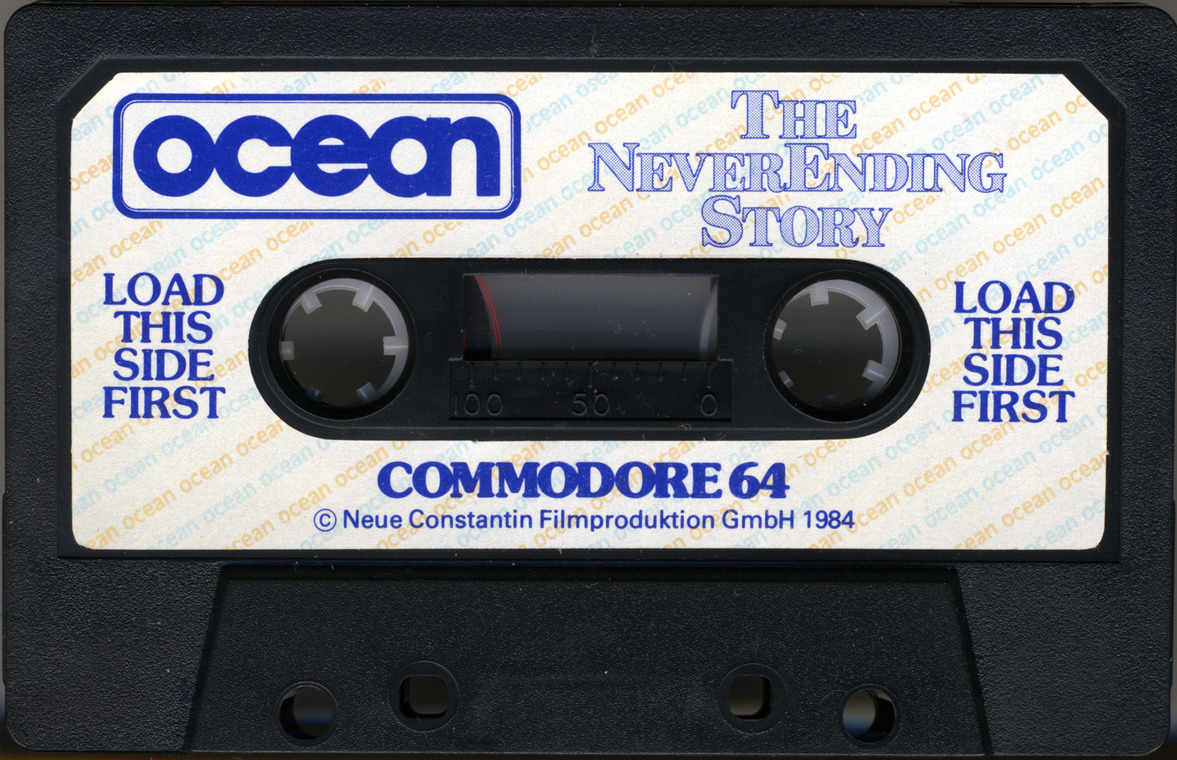 ocean
THE
NEVERENDING
STORY
LOAD
THIS
SIDE
FIRST
LOAD
THIS
SIDE
FIRST
100 50 0
COMMODORE 64
© Neue Constantin Filmproduktion GmbH 1984